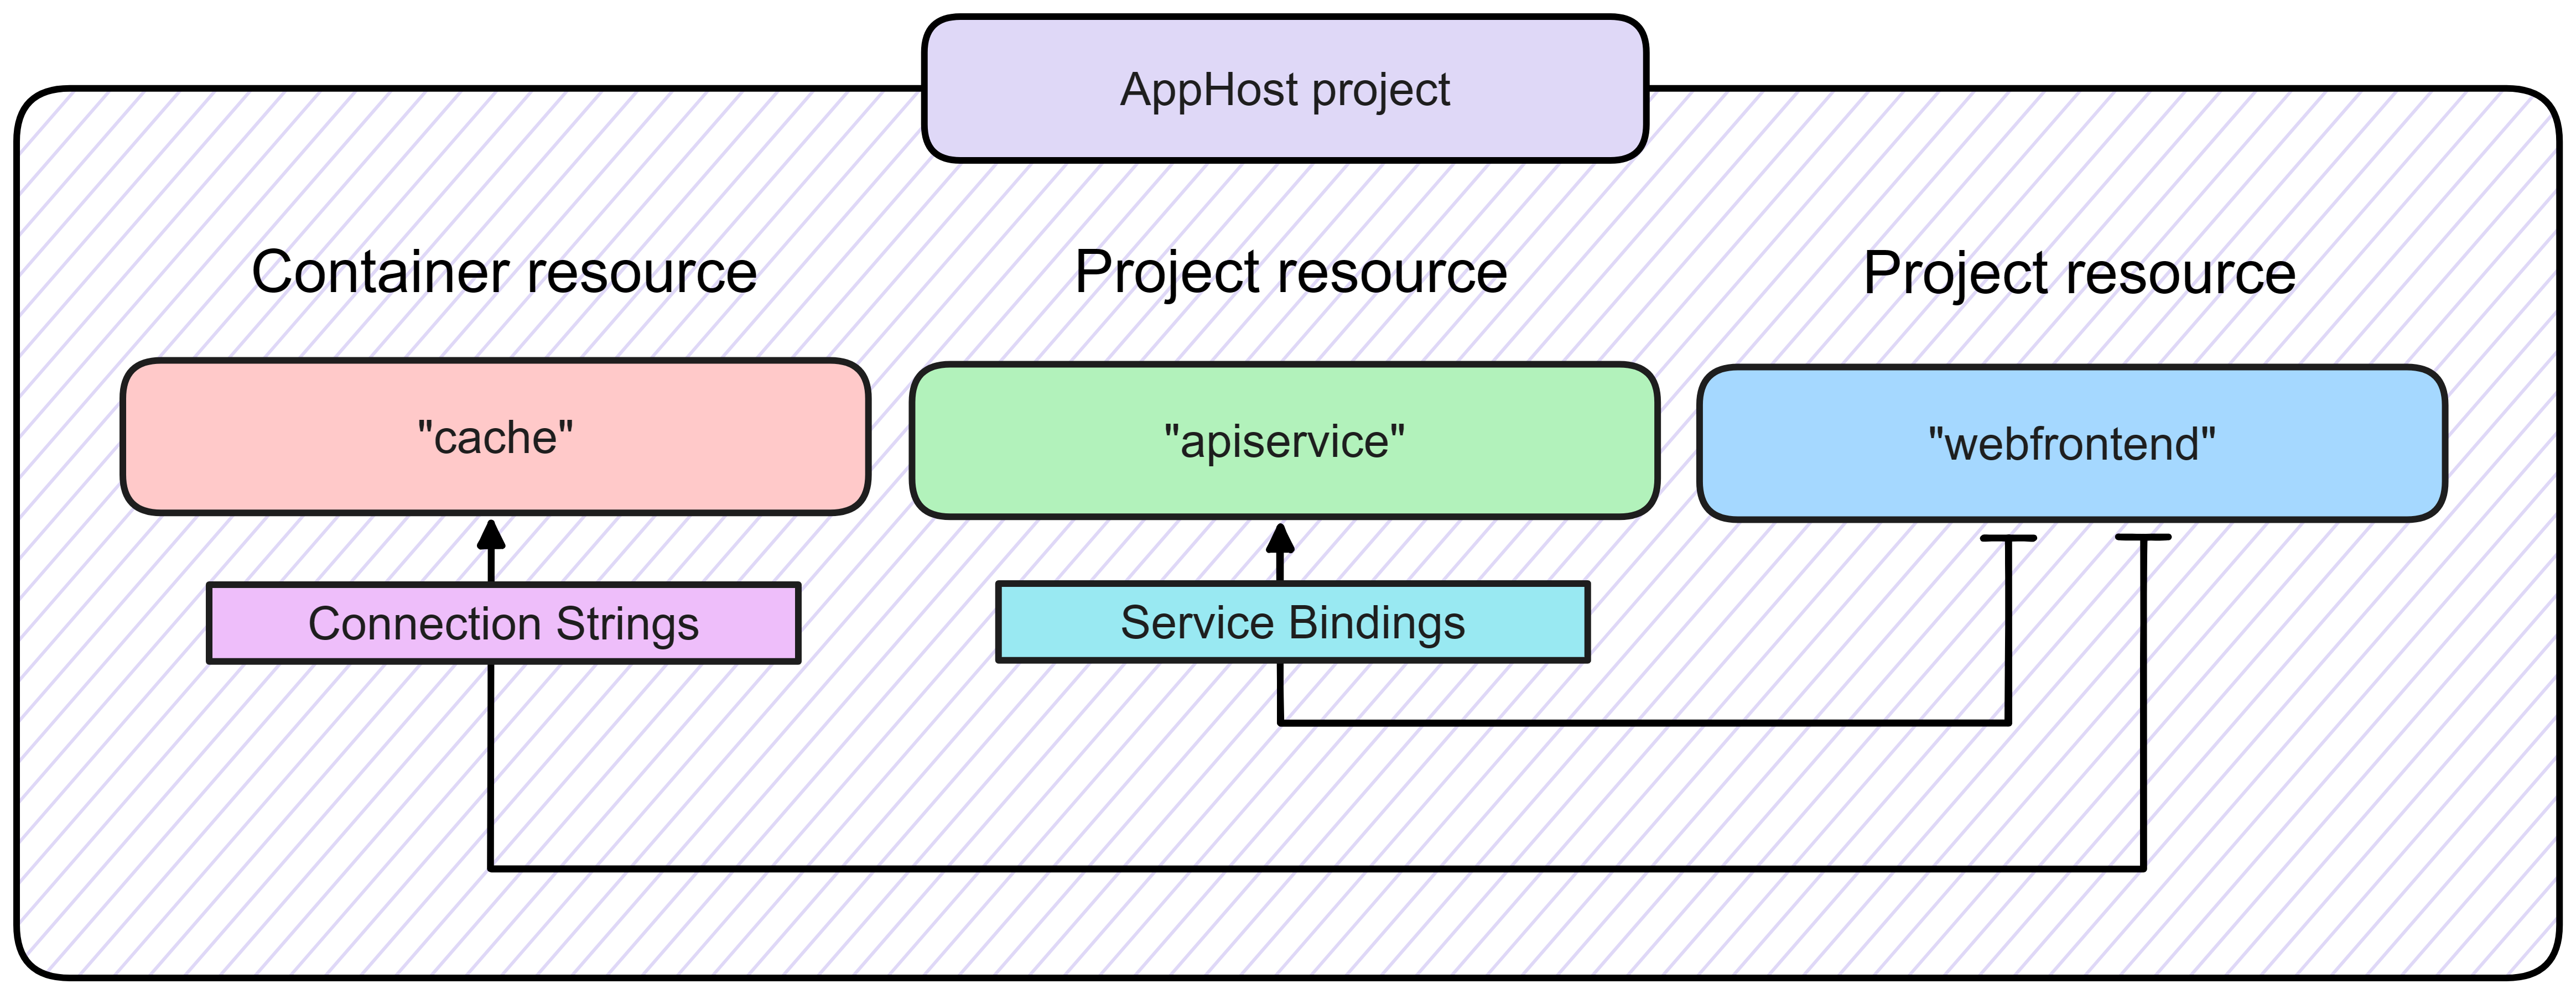 AppHost project
Container resource
Project resource
Project resource
"cache"
"apiservice"
"webfrontend"
Connection Strings
Service Bindings